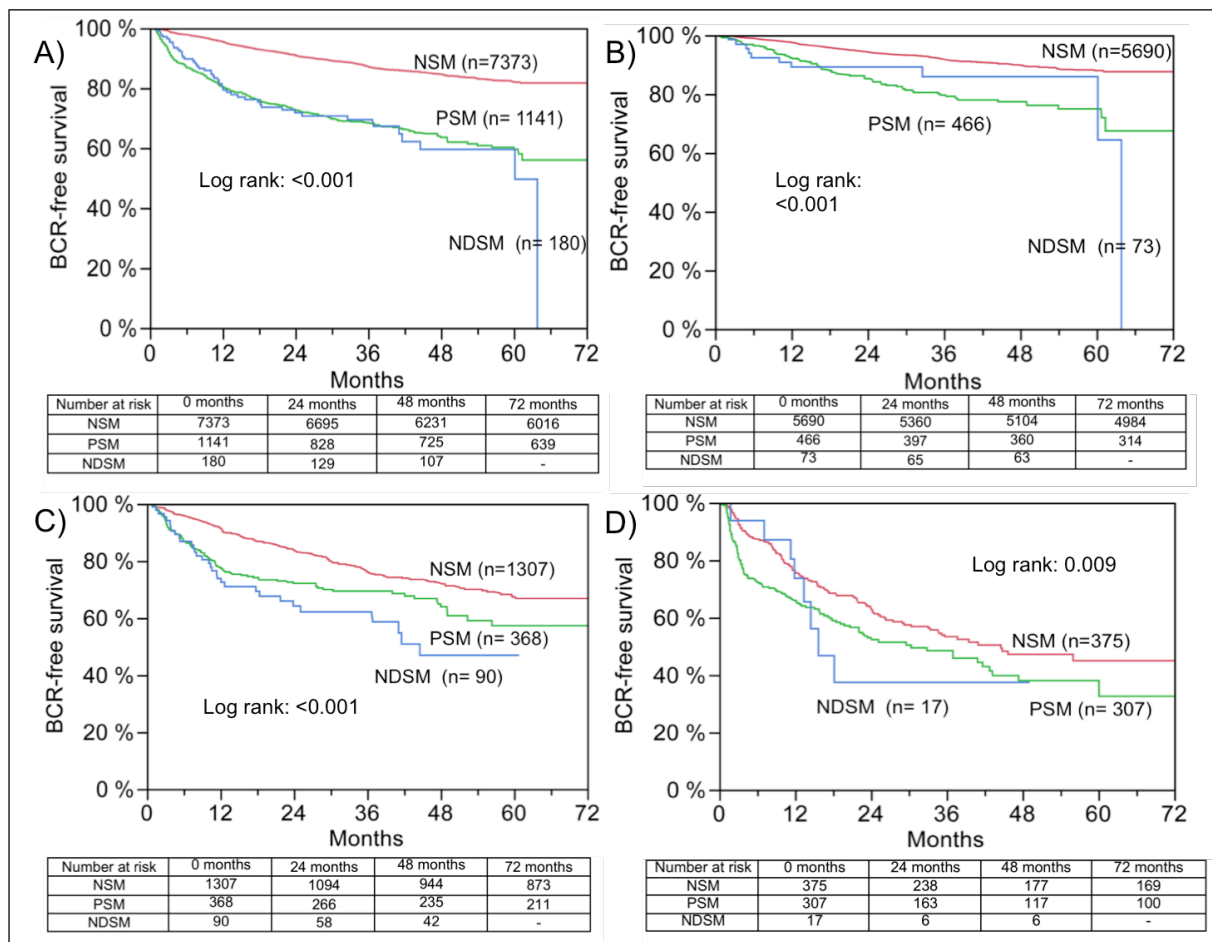 A)
100 %
80 %
60 %
40 %
20 %
0 %
BCR-free survival
NSM (n=7373)
PSM (n= 1141)
Log rank: <0.001
NDSM (n= 180)
0 12 24 36 48 60 72
Months
Number at risk 0 months 24 months 48 months 72 months
NSM 7373 6695 6231 6016
PSM 1141 828 725 639
NDSM 180 129 107 -
B)
100 %
80 %
60 %
40 %
20 %
0 %
BCR-free survival
NSM (n=5690)
PSM (n= 466)
Log rank:
<0.001
NDSM (n= 73)
0 12 24 36 48 60 72
Months
Number at risk 0 months 24 months 48 months 72 months
NSM 5690 5360 5104 4984
PSM 466 397 360 314
NDSM 73 65 63 -
C)
100 %
80 %
60 %
40 %
20 %
0 %
BCR-free survival
NSM (n=1307)
PSM (n= 368)
NDSM (n= 90)
Log rank: <0.001
0 12 24 36 48 60 72
Months
Number at risk 0 months 24 months 48 months 72 months
NSM 1307 1094 944 873
PSM 368 266 235 211
NDSM 90 58 42 -
D)
100 %
80 %
60 %
40 %
20 %
0 %
BCR-free survival
Log rank: 0.009
NSM (n=375)
NDSM (n= 17)
PSM (n= 307)
0 12 24 36 48 60 72
Months
Number at risk 0 months 24 months 48 months 72 months
NSM 375 238 177 169
PSM 307 163 117 100
NDSM 17 6 6 -